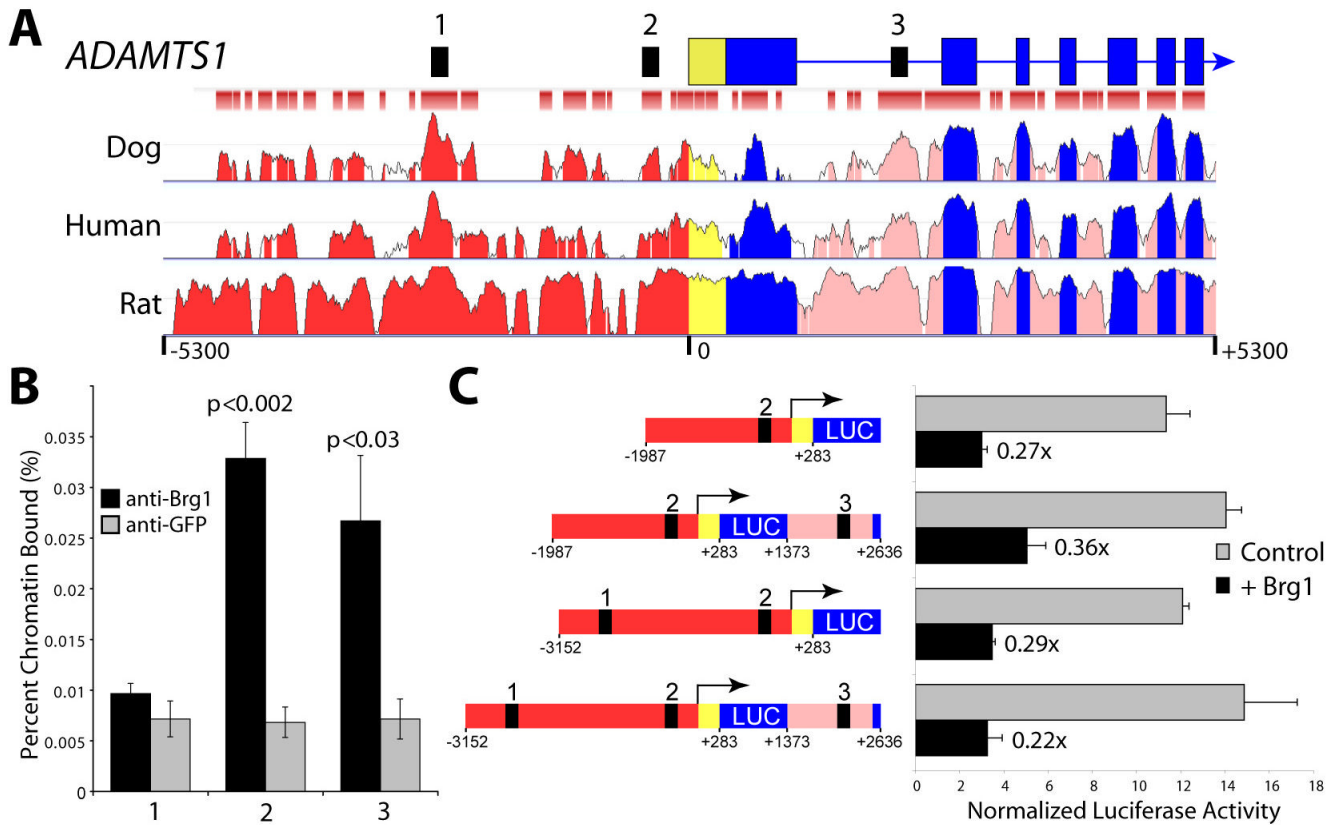 A
ADAMTS1
1 2 3
Dog
Human
Rat
-5300 0 +5300
B
Percent Chromatin Bound (%)
0.035
0.03
0.025
0.02
0.015
0.01
0.005
0
p<0.002
p<0.03
anti-Brg1
anti-GFP
1 2 3
C
2
LUC
-1987 +283
0.27x
2 3
LUC
-1987 +283 +1373 +2636
0.36x
1 2
LUC
-3152 +283
0.29x
1 2 3
LUC
-3152 +283 +1373 +2636
0.22x
Control
+ Brg1
0 2 4 6 8 10 12 14 16 18
Normalized Luciferase Activity